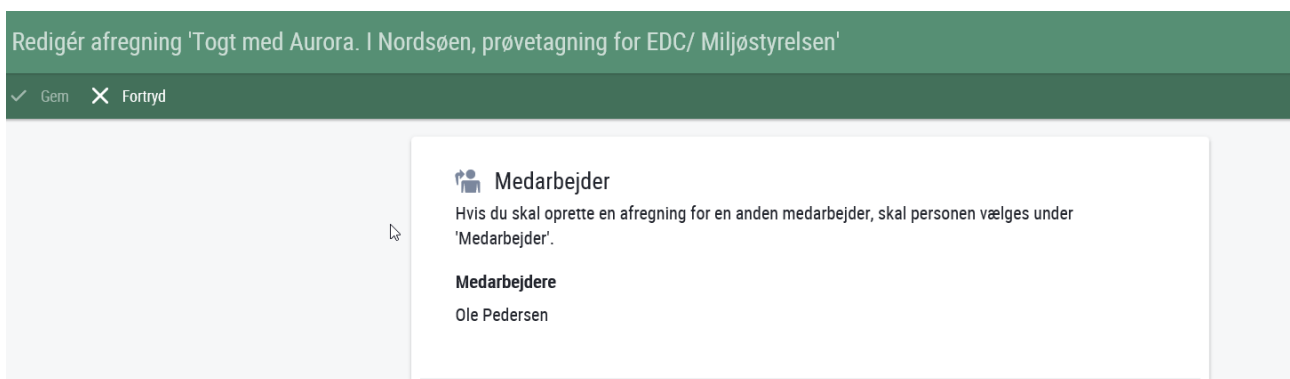 Redigér afregning 'Togt med Aurora. I Nordsøen, prøvetagning for EDC/ Miljøstyrelsen'
Gem Fortryd
Medarbejder
Hvis du skal oprette en afregning for en anden medarbejder, skal personen vælges under
'Medarbejder'.
Medarbejdere
Ole Pedersen